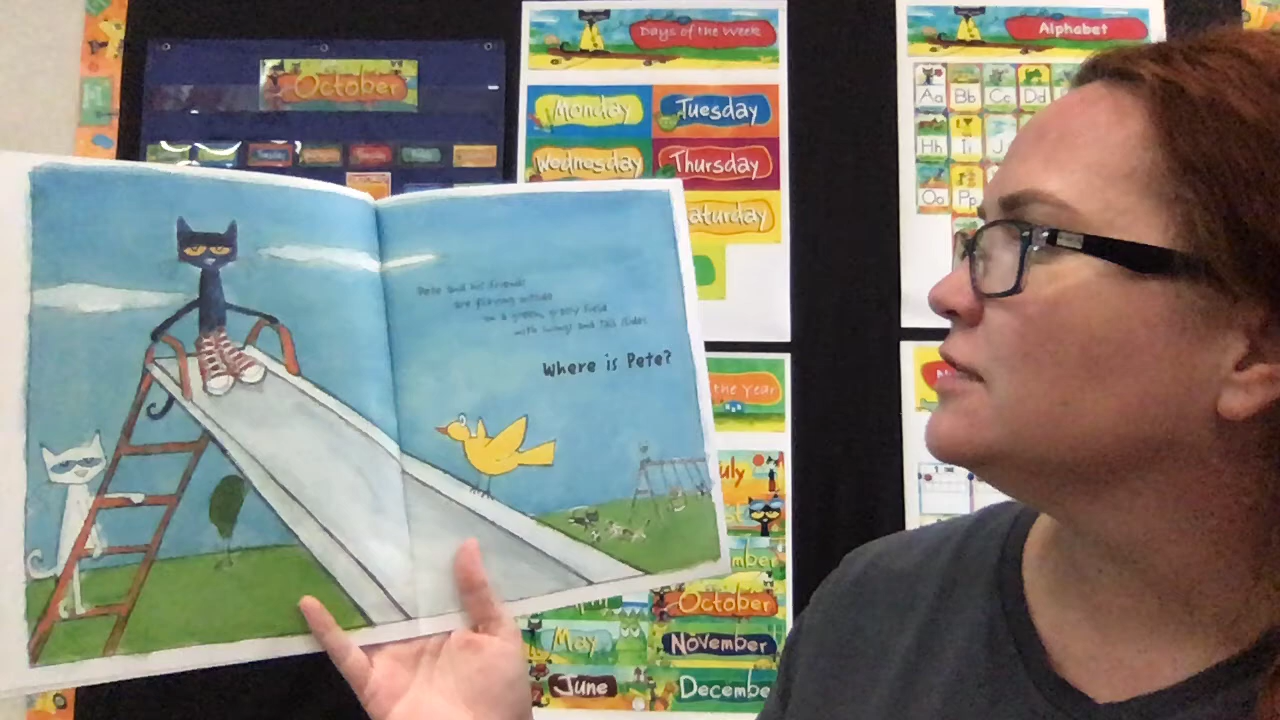 October
Days of the Week
Monday
Tuesday
Wednesday
Thursday
aturday
Alphabet
Aa Bb Cc Dd
Hh Ii J
Oo Pp
Pete and his friends
are playing outside
on a green, grassy field
with swings and tall slides.
Where is Pete?
the Year
uly
st
mber
October
May
November
June
Decembe